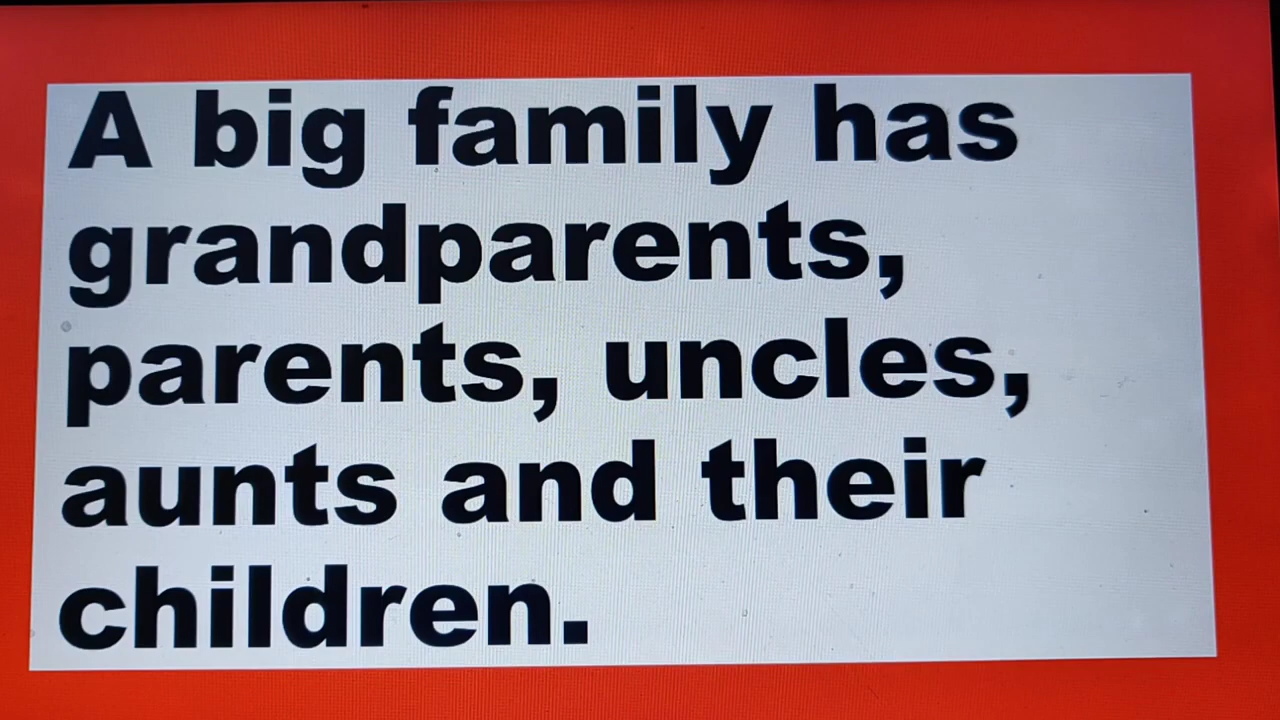 A big family has
grandparents,
parents, uncles,
aunts and their
children.